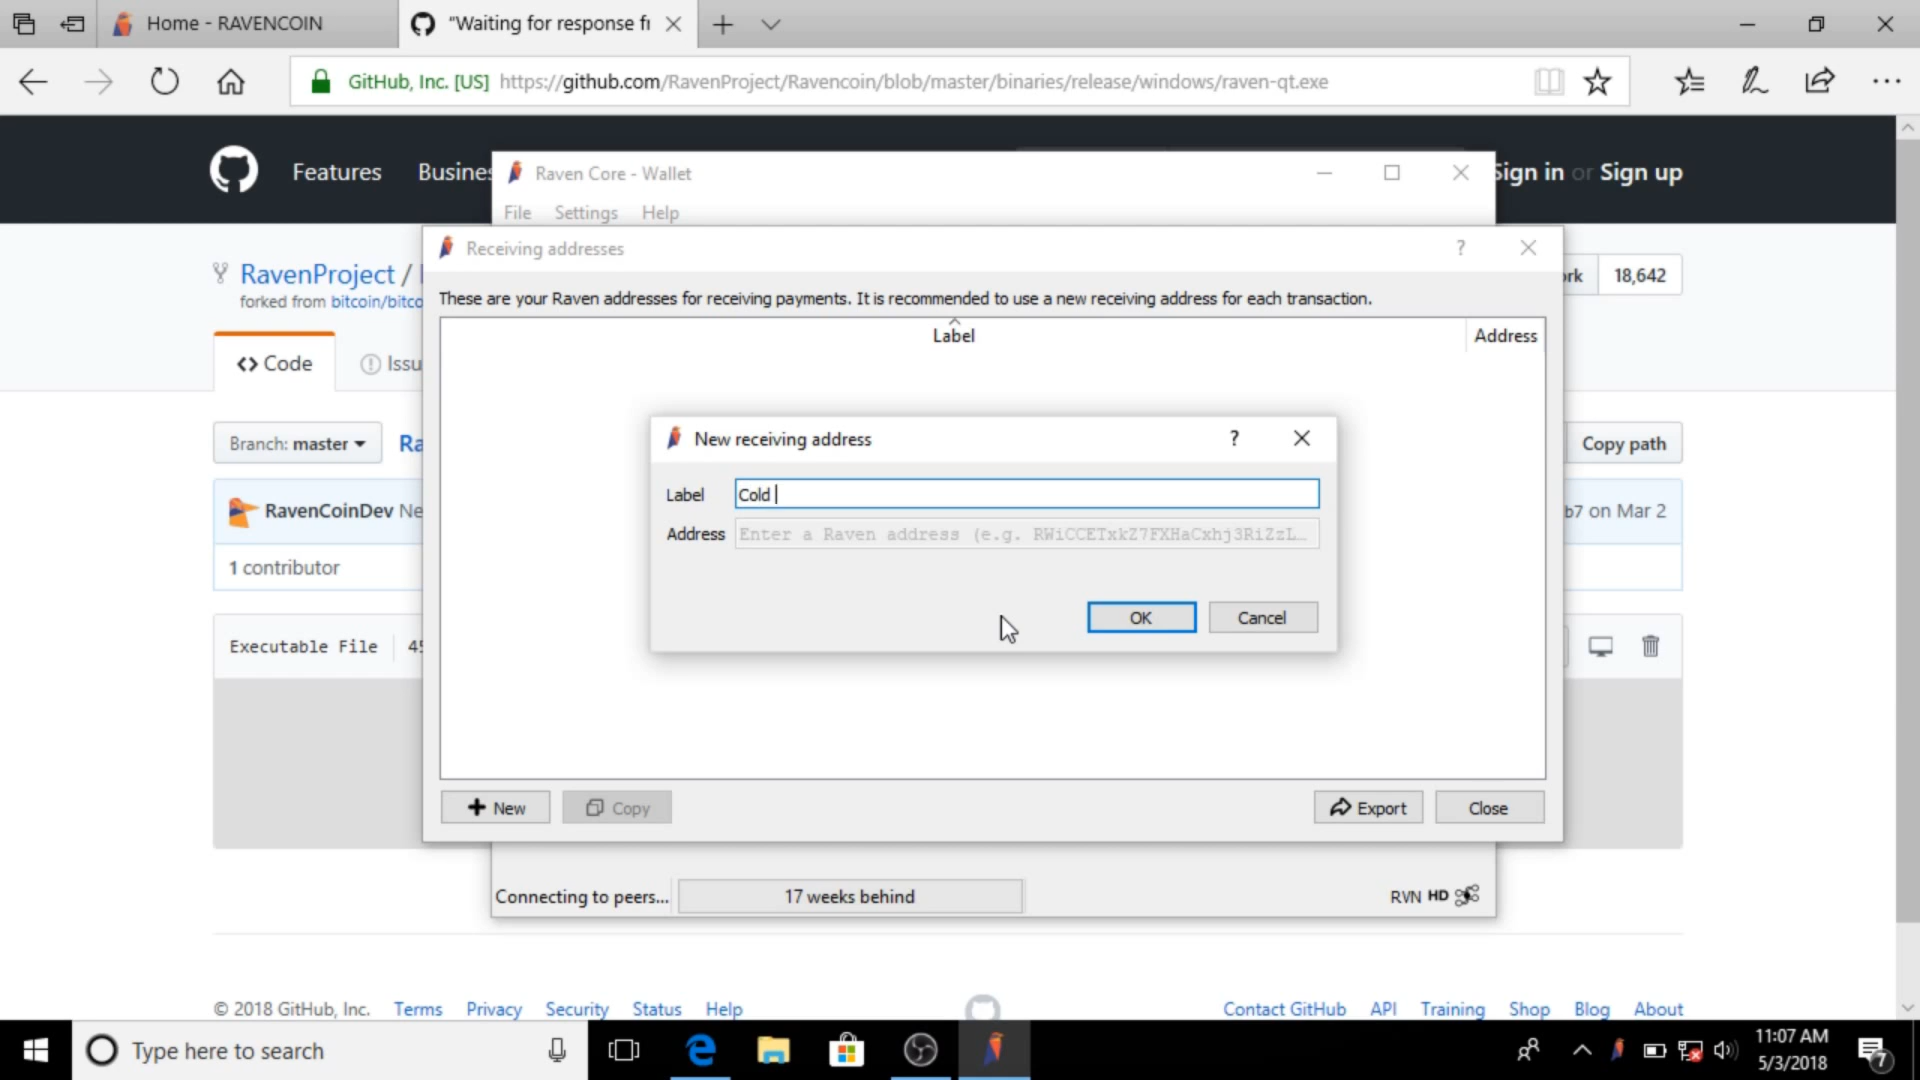 Home - RAVENCOIN
"Waiting for response fr
GitHub, Inc. [US] https://github.com/RavenProject/Ravencoin/blob/master/binaries/release/windows/raven-qt.exe
Features
Busines
Sign in or Sign up
Raven Core - Wallet
File Settings Help
RavenProject /
forked from bitcoin/bitco
ork 18,642
Code
Issu
Receiving addresses
These are your Raven addresses for receiving payments. It is recommended to use a new receiving address for each transaction.
Label Address
Branch: master
Ra
Copy path
RavenCoinDev Ne
b7 on Mar 2
1 contributor
Executable File 45
New receiving address
Label Cold
Address Enter a Raven address (e.g. RWiCCETxkZ7FXHaCxhj3RiZzL…
OK Cancel
New Copy Export Close
Connecting to peers... 17 weeks behind RVN HD
© 2018 GitHub, Inc. Terms Privacy Security Status Help
Contact GitHub API Training Shop Blog About
Type here to search
11:07 AM
5/3/2018
7